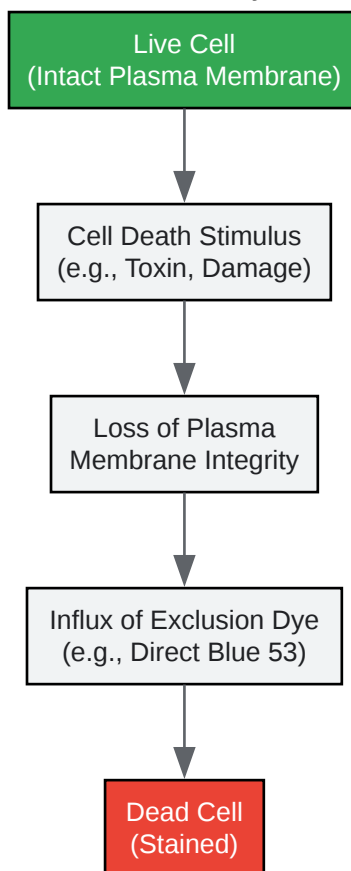 Live Cell
(Intact Plasma Membrane)
Cell Death Stimulus
(e.g., Toxin, Damage)
Loss of Plasma
Membrane Integrity
Influx of Exclusion Dye
(e.g., Direct Blue 53)
Dead Cell
(Stained)